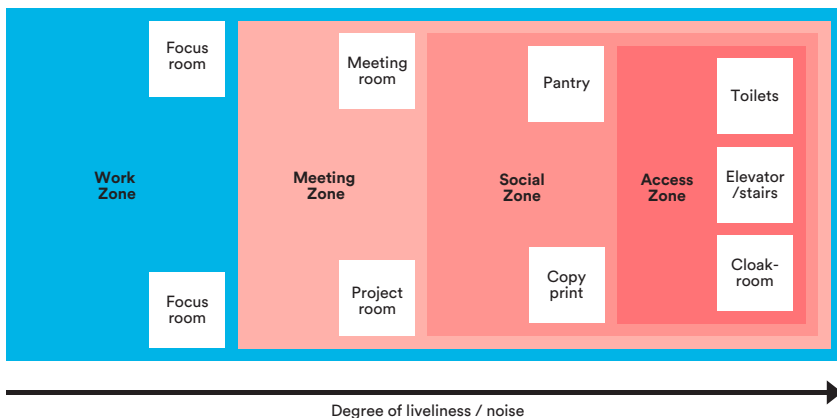 Focus
room
Meeting
room
Pantry
Toilets
Work
Zone
Meeting
Zone
Social
Zone
Access
Zone
Elevator
/stairs
Focus
room
Project
room
Copy
print
Cloak-
room
Degree of liveliness / noise